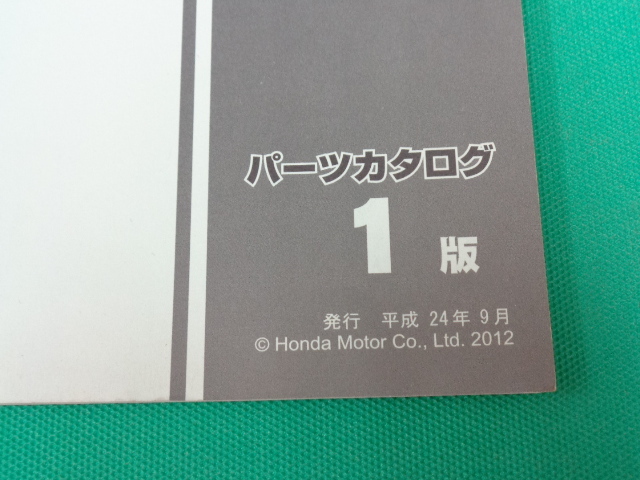 パーツカタログ
1 版
発行　平成 24年 9月
© Honda Motor Co., Ltd. 2012